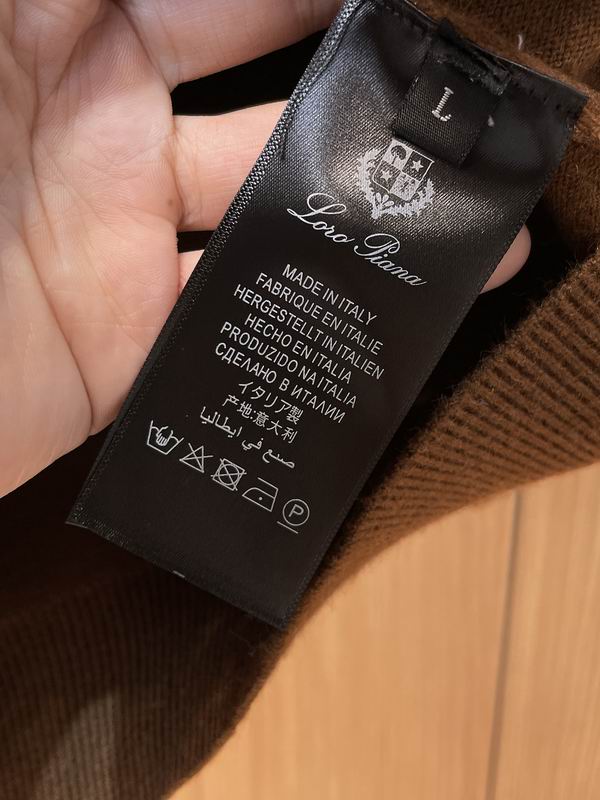 L
Loro Piana
MADE IN ITALY
FABRIQUE EN ITALIE
HERGESTELLT IN ITALIEN
HECHO EN ITALIA
PRODUZIDO NA ITALIA
СДЕЛАНО В ИТАЛИИ
イタリア製
产地:意大利
صنع في ايطاليا
P